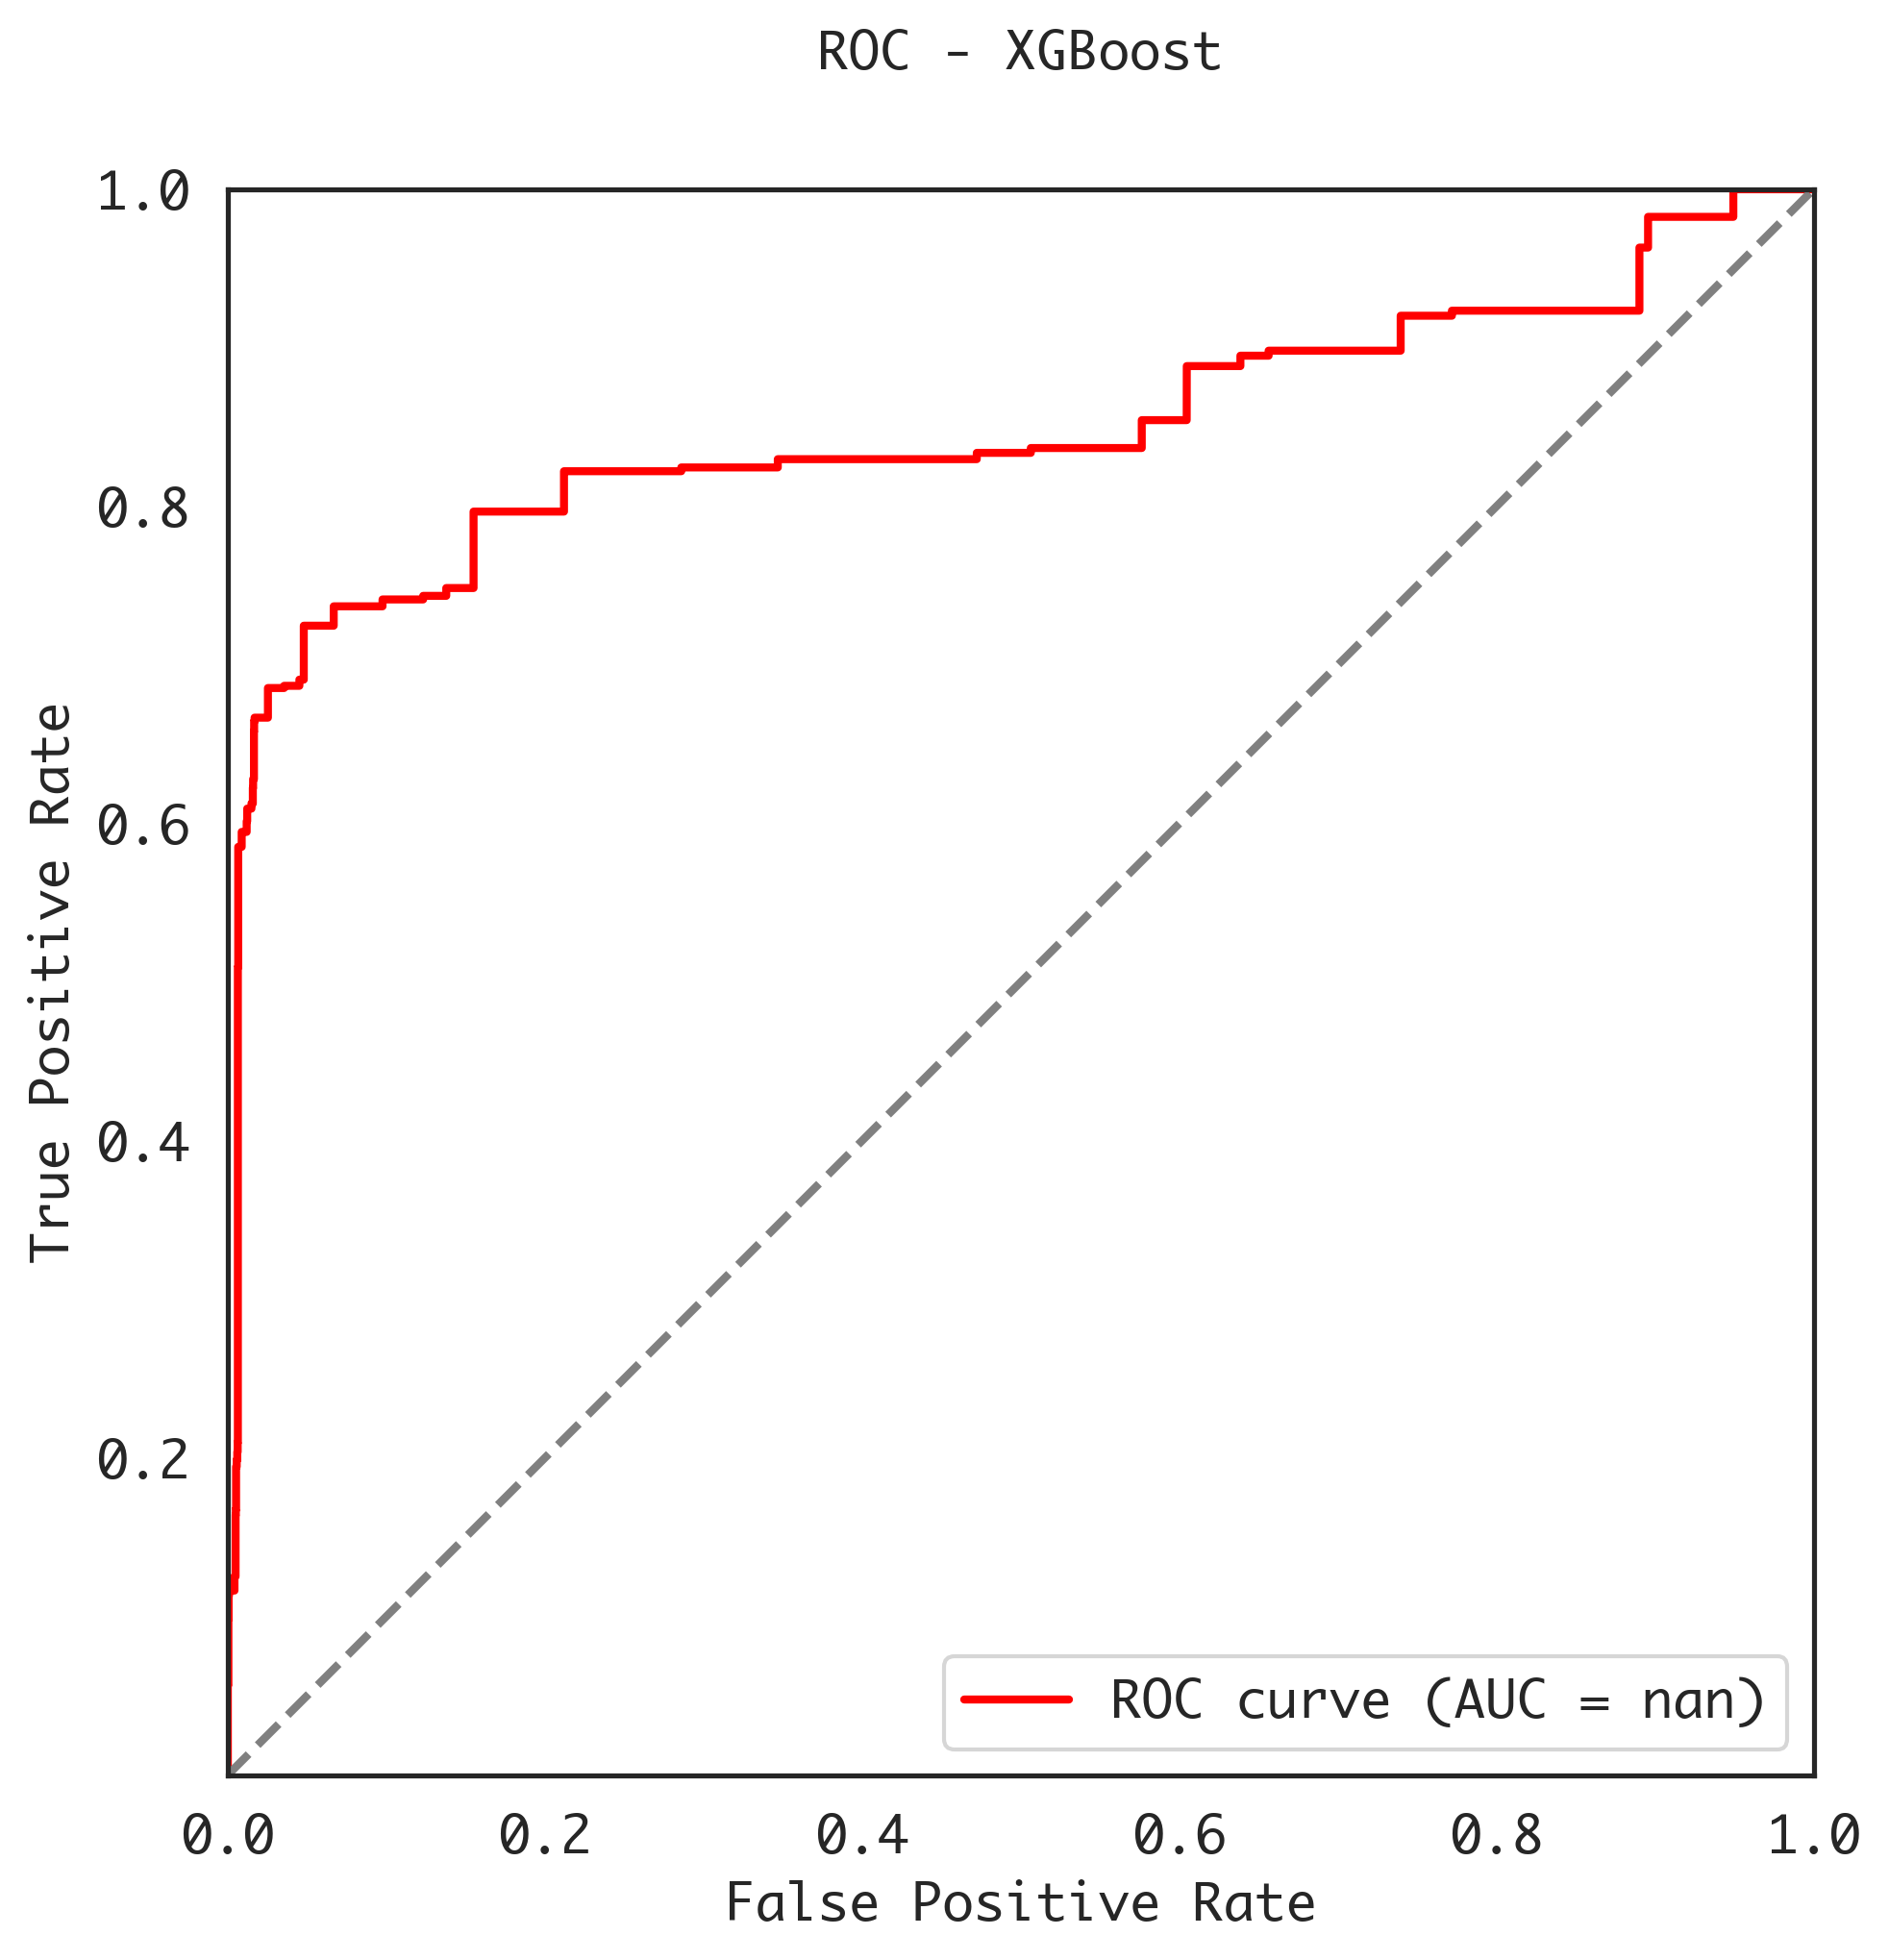 ROC - XGBoost
1.0
0.8
0.6
0.4
0.2
True Positive Rate
ROC curve (AUC = nan)
0.0 0.2 0.4 0.6 0.8 1.0
False Positive Rate